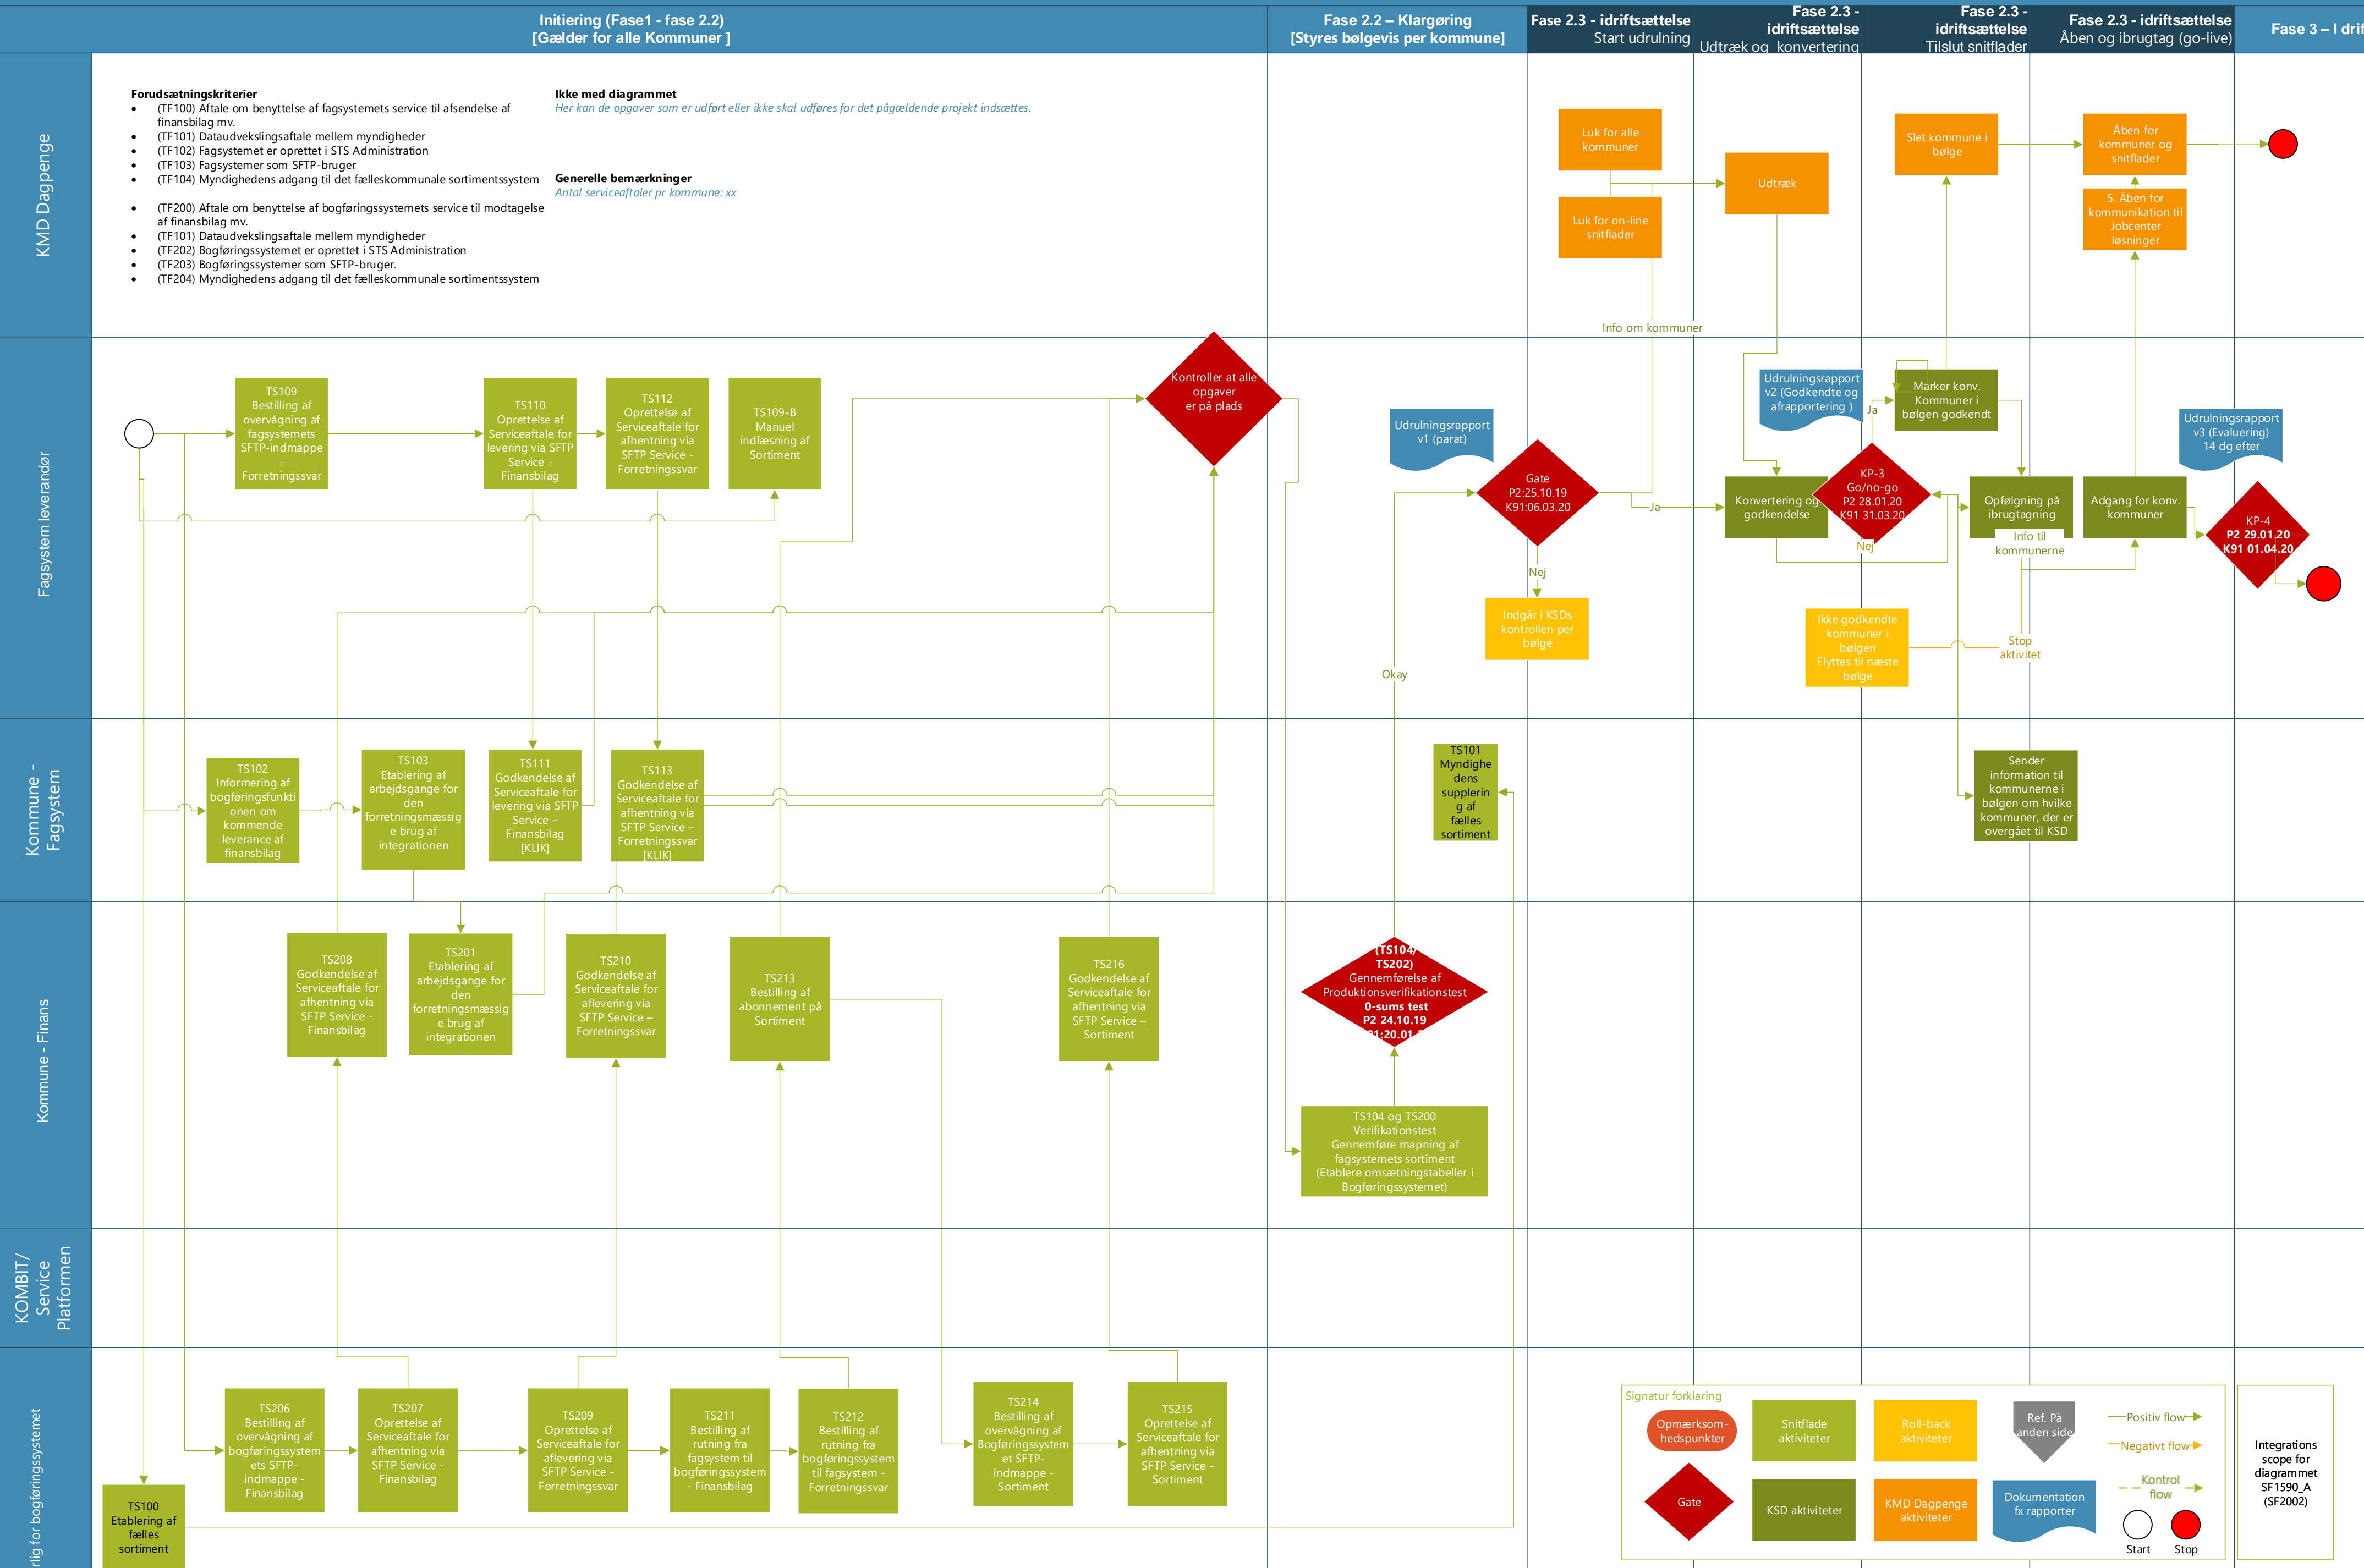 Initiering (Fase1 - fase 2.2)
[Gælder for alle Kommuner ]
Fase 2.2 – Klargøring
[Styres bølgevis per kommune]
Fase 2.3 - idriftsættelse
Start udrulning
Fase 2.3 -
idriftsættelse
Udtræk og konvertering
Fase 2.3 -
idriftsættelse
Tilslut snitflader
Fase 2.3 - idriftsættelse
Åben og ibrugtag (go-live)
Fase 3 – I drif
KMD Dagpenge
Forudsætningskriterier
• (TF100) Aftale om benyttelse af fagsystemets service til afsendelse af
finansbilag mv.
• (TF101) Dataudvekslingsaftale mellem myndigheder
• (TF102) Fagsystemet er oprettet i STS Administration
• (TF103) Fagsystemer som SFTP-bruger
• (TF104) Myndighedens adgang til det fælleskommunale sortimentssystem
• (TF200) Aftale om benyttelse af bogføringssystemets service til modtagelse
af finansbilag mv.
• (TF101) Dataudvekslingsaftale mellem myndigheder
• (TF202) Bogføringssystemet er oprettet i STS Administration
• (TF203) Bogføringssystemer som SFTP-bruger.
• (TF204) Myndighedens adgang til det fælleskommunale sortimentssystem
Ikke med diagrammet
Her kan de opgaver som er udført eller ikke skal udføres for det pågældende projekt indsættes.
Generelle bemærkninger
Antal serviceaftaler pr kommune: xx
Luk for alle
kommuner
Luk for on-line
snitflader
Udtræk
Slet kommune i
bølge
Åben for
kommuner og
snitflader
5. Åben for
kommunikation til
Jobcenter
løsninger
Info om kommuner
Fagsystem leverandør
TS109
Bestilling af
overvågning af
fagsystemets
SFTP-indmappe
-
Forretningssvar
TS110
Oprettelse af
Serviceaftale for
levering via SFTP
Service -
Finansbilag
TS112
Oprettelse af
Serviceaftale for
afhentning via
SFTP Service -
Forretningssvar
TS109-B
Manuel
indlæsning af
Sortiment
Kontroller at alle
opgaver
er på plads
Udrulningsrapport
v1 (parat)
Gate
P2:25.10.19
K91:06.03.20
Ja
Nej
Indgår i KSDs
kontrollen per
bølge
Okay
Udrulningsrapport
v2 (Godkendte og
afrapportering )
Konvertering og
godkendelse
KP-3
Go/no-go
P2 28.01.20
K91 31.03.20
Ja
Nej
Marker konv.
Kommuner i
bølgen godkendt
Opfølgning på
ibrugtagning
Info til
kommunerne
Ikke godkendte
kommuner i
bølgen
Flyttes til næste
bølge
Stop
aktivitet
Adgang for konv.
kommuner
Udrulningsrapport
v3 (Evaluering)
14 dg efter
KP-4
P2 29.01.20
K91 01.04.20
Kommune -
Fagsystem
TS102
Informering af
bogføringsfunkti
onen om
kommende
leverance af
finansbilag
TS103
Etablering af
arbejdsgange for
den
forretningsmæssig
e brug af
integrationen
TS111
Godkendelse af
Serviceaftale for
levering via SFTP
Service –
Finansbilag
[KLIK]
TS113
Godkendelse af
Serviceaftale for
afhentning via
SFTP Service –
Forretningssvar
[KLIK]
TS101
Myndighe
dens
supplerin
g af
fælles
sortiment
Sender
information til
kommunerne i
bølgen om hvilke
kommuner, der er
overgået til KSD
Kommune - Finans
TS208
Godkendelse af
Serviceaftale for
afhentning via
SFTP Service -
Finansbilag
TS201
Etablering af
arbejdsgange for
den
forretningsmæssig
e brug af
integrationen
TS210
Godkendelse af
Serviceaftale for
aflevering via
SFTP Service –
Forretningssvar
TS213
Bestilling af
abonnement på
Sortiment
TS216
Godkendelse af
Serviceaftale for
afhentning via
SFTP Service –
Sortiment
(TS104/
TS202)
Gennemførelse af
Produktionsverifikationstest
0-sums test
P2 24.10.19
TS104 og TS200
Verifikationstest
Gennemføre mapning af
fagsystemets sortiment
(Etablere omsætningstabeller i
Bogføringssystemet)
KOMBIT/
Service
Platformen
rlig for bogføringssystemet
TS100
Etablering af
fælles
sortiment
TS206
Bestilling af
overvågning af
bogføringssystem
ets SFTP-
indmappe -
Finansbilag
TS207
Oprettelse af
Serviceaftale for
afhentning via
SFTP Service -
Finansbilag
TS209
Oprettelse af
Serviceaftale for
aflevering via
SFTP Service -
Forretningssvar
TS211
Bestilling af
rutning fra
fagsystem til
bogføringssystem
- Finansbilag
TS212
Bestilling af
rutning fra
bogføringssystem
til fagsystem -
Forretningssvar
TS214
Bestilling af
overvågning af
Bogføringssystem
et SFTP-
indmappe -
Sortiment
TS215
Oprettelse af
Serviceaftale for
afhentning via
SFTP Service -
Sortiment
Signatur forklaring
Opmærksom-
hedspunkter
Snitflade
aktiviteter
Roll-back
aktiviteter
Ref. På
anden side
Positiv flow
Negativt flow
Kontrol
flow
Gate
KSD aktiviteter
KMD Dagpenge
aktiviteter
Dokumentation
fx rapporter
Start
Stop
Integrations
scope for
diagrammet
SF1590_A
(SF2002)